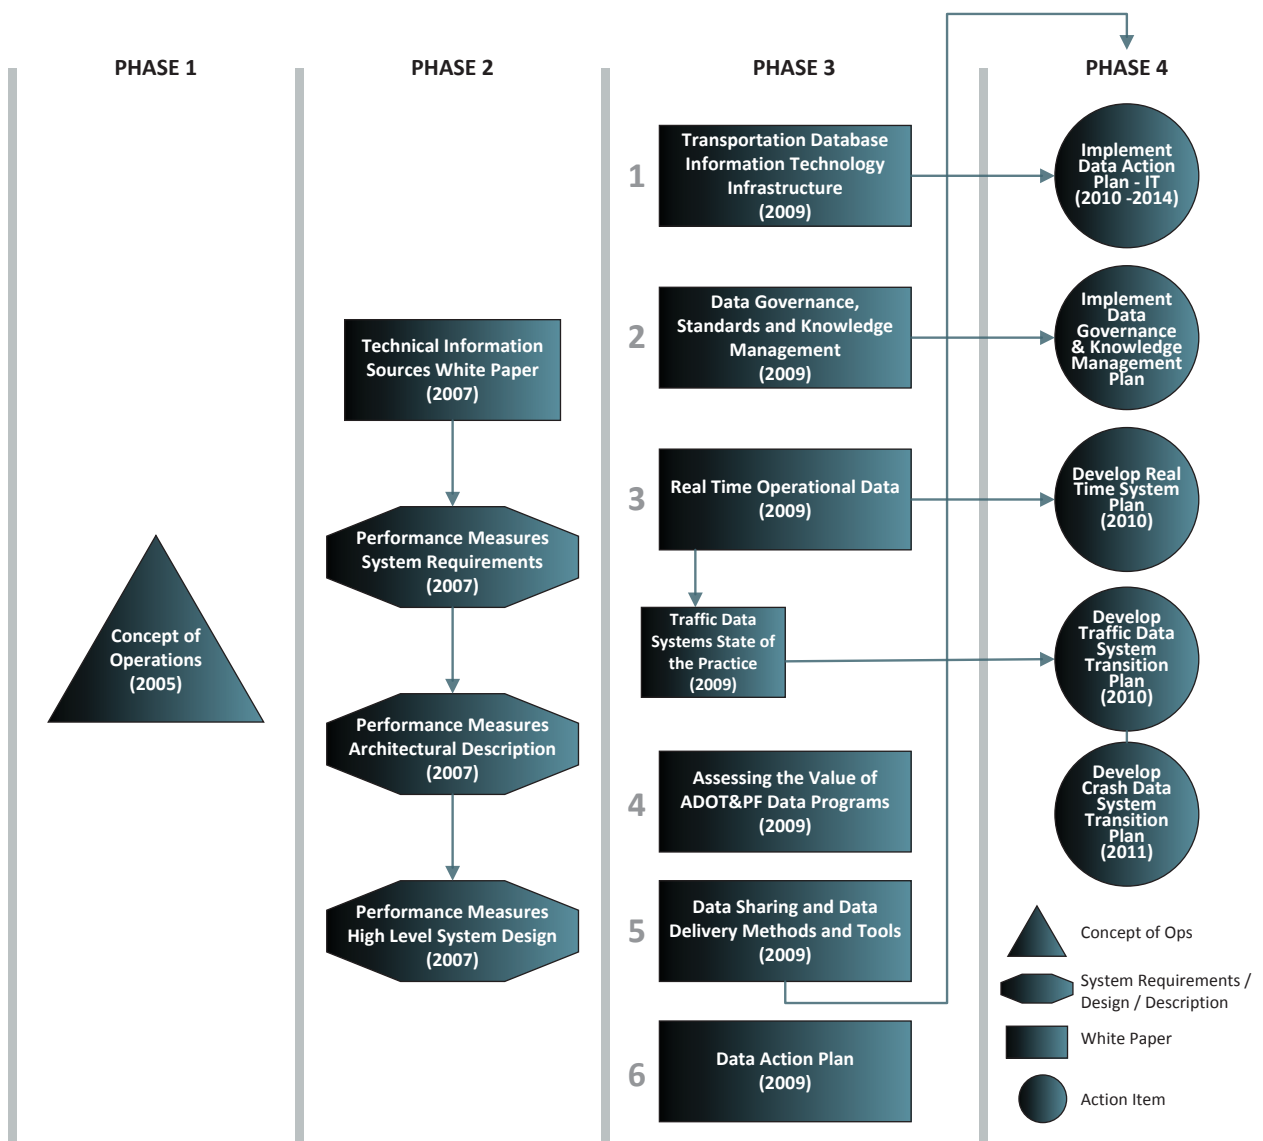 PHASE 1
Concept of
Operations
(2005)
PHASE 2
Technical Information
Sources White Paper
(2007)
Performance Measures
System Requirements
(2007)
Performance Measures
Architectural Description
(2007)
Performance Measures
High Level System Design
(2007)
PHASE 3
1
Transportation Database
Information Technology
Infrastructure
(2009)
2
Data Governance,
Standards and Knowledge
Management
(2009)
3
Real Time Operational Data
(2009)
Traffic Data
Systems State of
the Practice
(2009)
4
Assessing the Value of
ADOT&PF Data Programs
(2009)
5
Data Sharing and Data
Delivery Methods and Tools
(2009)
6
Data Action Plan
(2009)
PHASE 4
Implement
Data Action
Plan - IT
(2010 -2014)
Implement
Data
Governance
& Knowledge
Management
Plan
Develop Real
Time System
Plan
(2010)
Develop
Traffic Data
System
Transition
Plan
(2010)
Develop
Crash Data
System
Transition
Plan
(2011)
Concept of Ops
System Requirements /
Design / Description
White Paper
Action Item